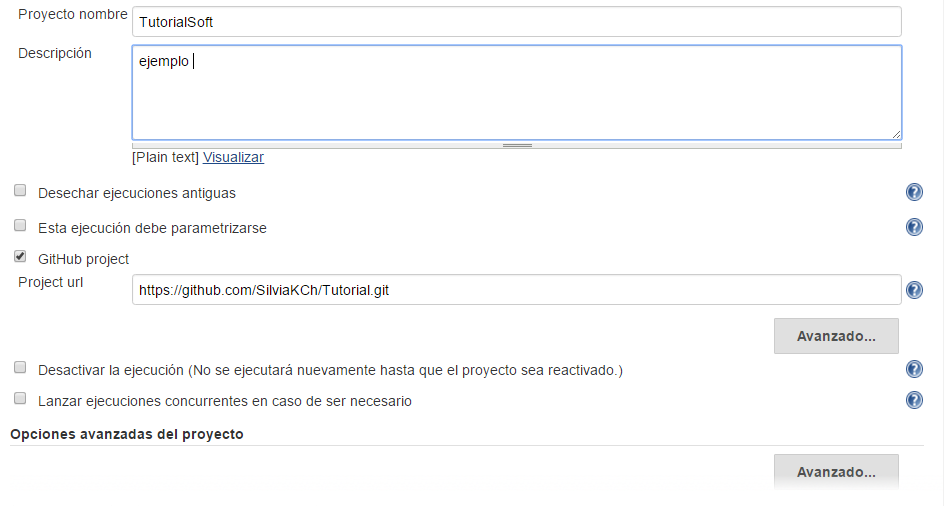 Proyecto nombre TutorialSoft
Descripción ejemplo
[Plain text] Visualizar
Desechar ejecuciones antiguas
Esta ejecución debe parametrizarse
GitHub project
Project url https://github.com/SilviaKCh/Tutorial.git
Avanzado...
Desactivar la ejecución (No se ejecutará nuevamente hasta que el proyecto sea reactivado.)
Lanzar ejecuciones concurrentes en caso de ser necesario
Opciones avanzadas del proyecto
Avanzado...